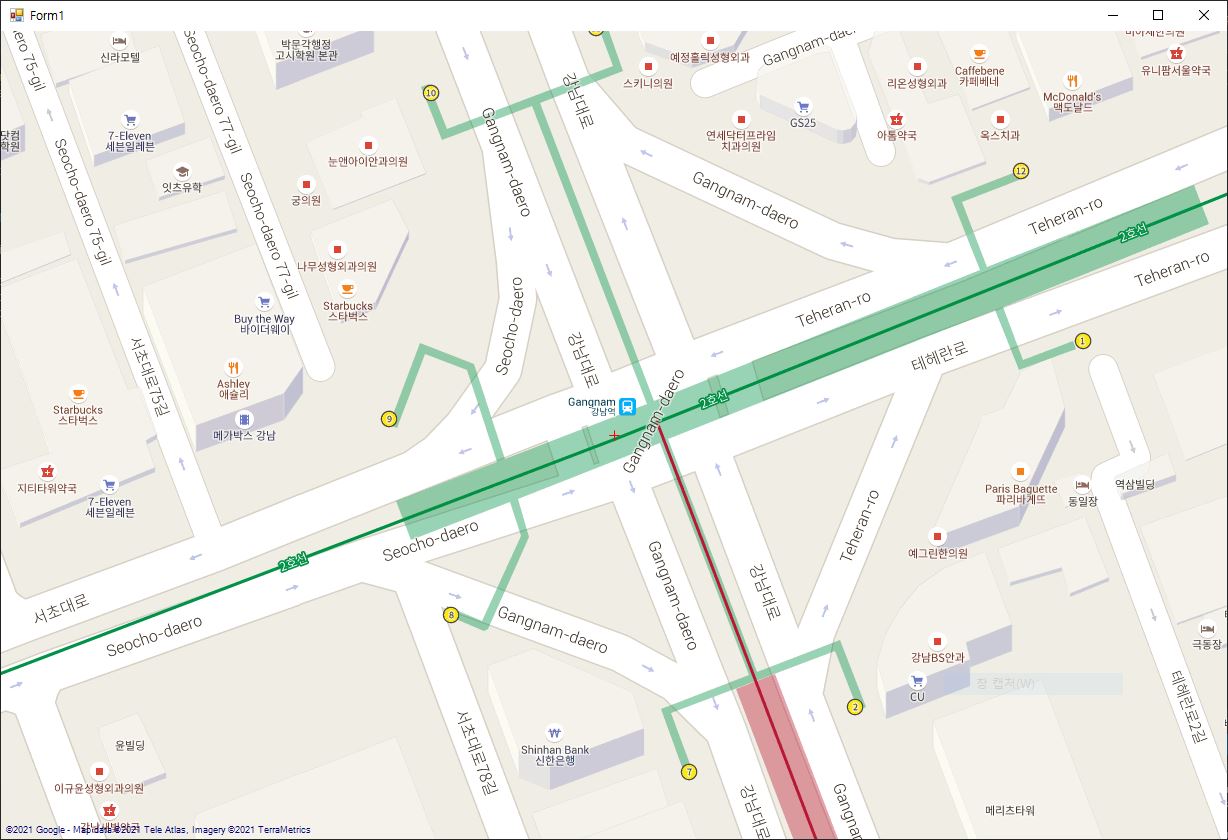 Form1
Seocho-daero 77-gil
신라모텔
박문각행정
고시학원 본관
강남대로
스키니의원
예정홀릭성형외과
리온성형외과
Caffebene
카페베네
유니팜서울약국
McDonald's
맥도날드
GS25
7-Eleven
세븐일레븐
10
Gangnam-daero
연세닥터프라임
치과의원
아톰약국
옥스치과
눈앤아이안과의원
잇츠유학
궁의원
Seocho-daero 75-gil
Seocho-daero 77-gil
Gangnam-daero
12
Teheran-ro
2호선
나무성형외과의원
Starbucks
스타벅스
Buy the Way
바이더웨이
Seocho-daero
Teheran-ro
Teheran-ro
서초대로75길
강남대로
테헤란로
1
Ashley
애슐리
Starbucks
스타벅스
메가박스 강남
9
Gangnam
강남역
Gangnam-daero
2호선
지티타워약국
7-Eleven
세븐일레븐
Paris Baguette
파리바게뜨
동일장
역삼빌딩
Seocho-daero
Teheran-ro
예그린한의원
2호선
Gangnam-daero
강남대로
서초대로
Seocho-daero
8
Gangnam-daero
강남BS안과
극동장
CU
창 캡처(W)
2
테헤란로2길
서초대로78길
윤빌딩
Shinhan Bank
신한은행
7
이규윤성형외과의원
강남대로
메리츠타워
©2021 Google - Map data ©2021 Tele Atlas, Imagery ©2021 TerraMetrics